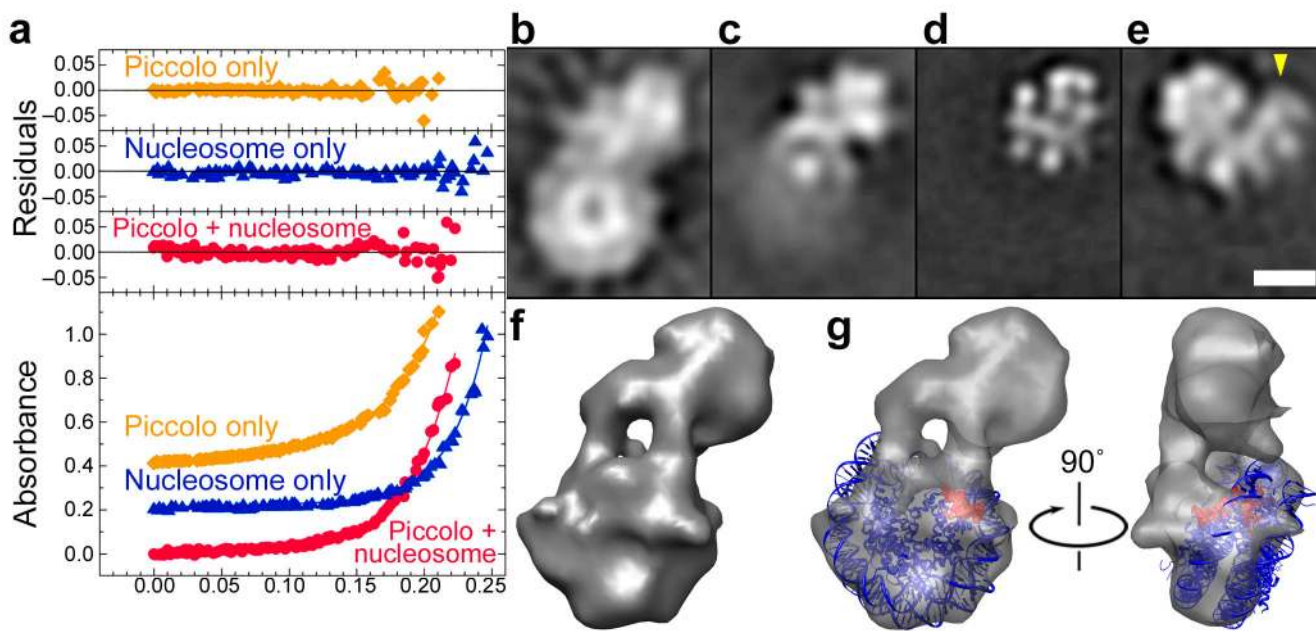 a
b
c
d
e
Residuals
0.05
0.00
−0.05
Piccolo only
0.05
0.00
−0.05
Nucleosome only
0.05
0.00
−0.05
Piccolo + nucleosome
Absorbance
1.0
0.8
0.6
0.4
0.2
0.0
Piccolo only
Nucleosome only
Piccolo +
nucleosome
0.00
0.05
0.10
0.15
0.20
0.25
f
g
90°